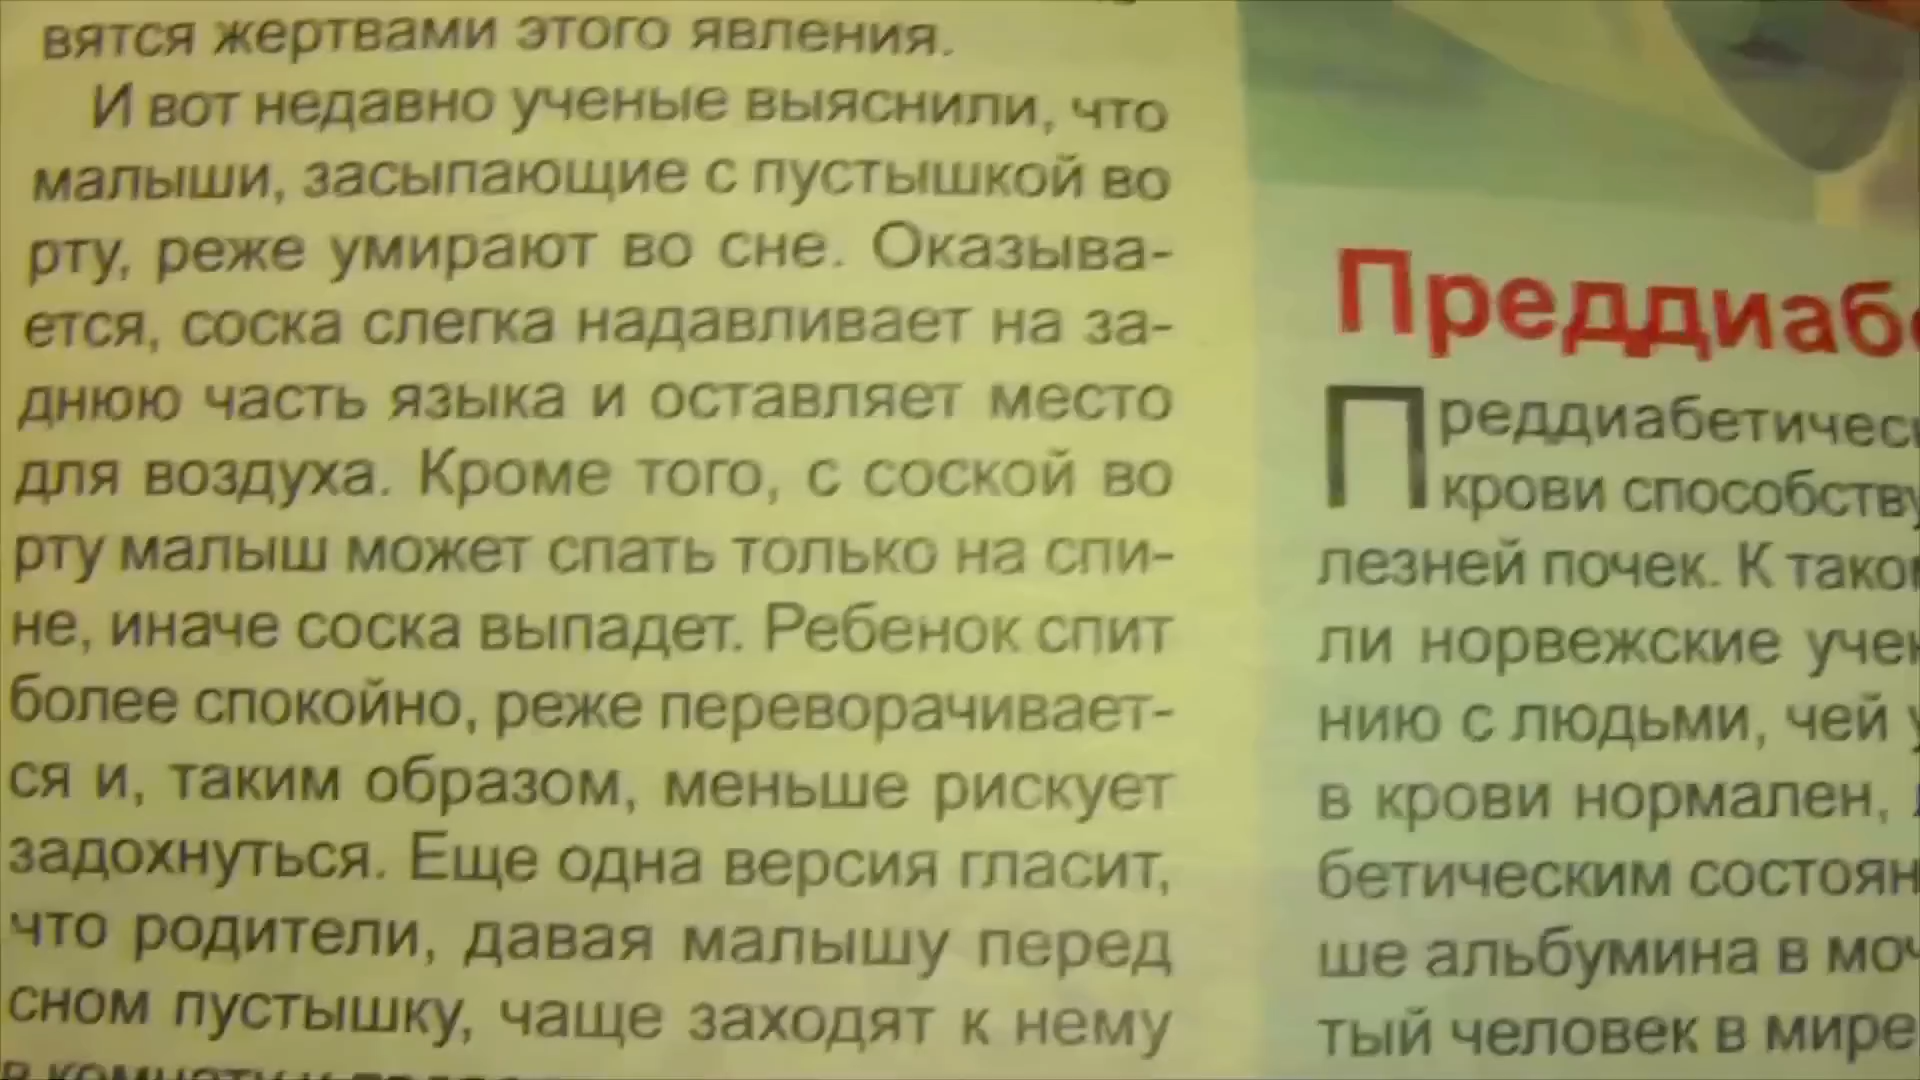 вятся жертвами этого явления.
И вот недавно ученые выяснили, что
малыши, засыпающие с пустышкой во
рту, реже умирают во сне. Оказыва-
ется, соска слегка надавливает на за-
днюю часть языка и оставляет место
для воздуха. Кроме того, с соской во
рту малыш может спать только на спи-
не, иначе соска выпадет. Ребенок спит
более спокойно, реже переворачивает-
ся и, таким образом, меньше рискует
задохнуться. Еще одна версия гласит,
что родители, давая малышу перед
сном пустышку, чаще заходят к нему
в комнату и
Преддиабе
Преддиабетическ
крови способству
лезней почек. К
ли норвежские учен
нию с людьми, чей у
в крови нормален,
бетическим состоян
ше альбумина в моч
тый человек в мире